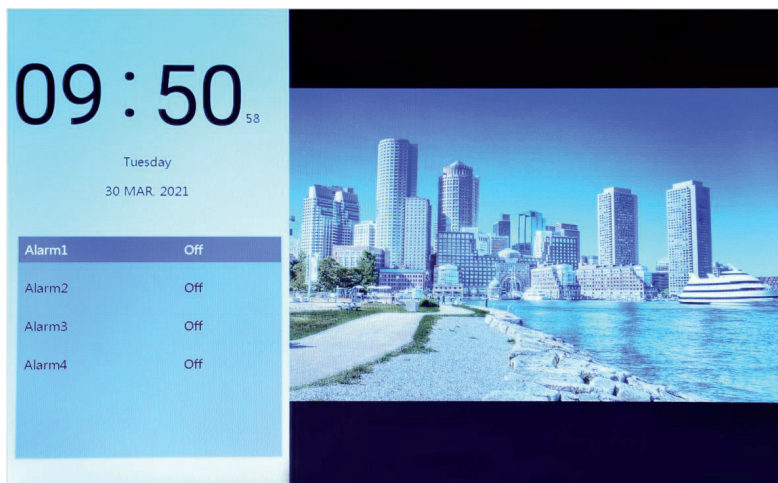 09:50 58
Tuesday
30 MAR. 2021
Alarm1 Off
Alarm2 Off
Alarm3 Off
Alarm4 Off